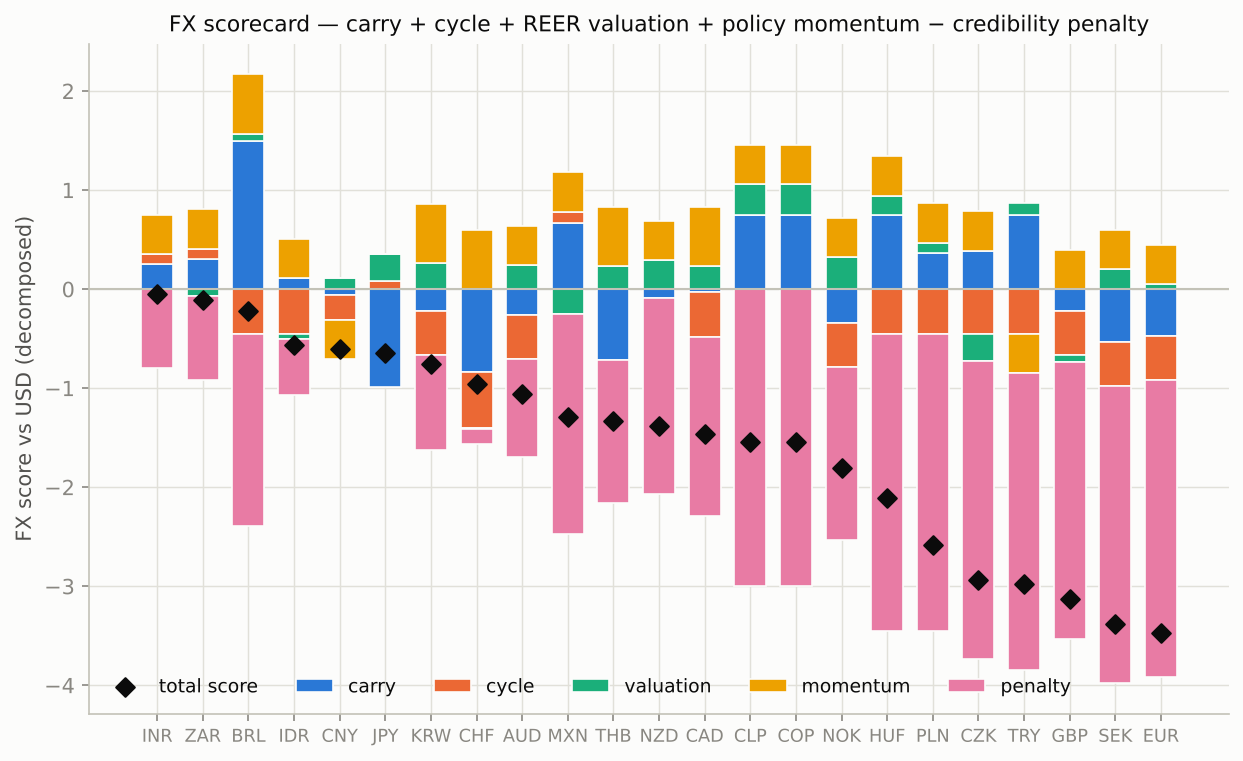 FX scorecard — carry + cycle + REER valuation + policy momentum − credibility penalty
FX score vs USD (decomposed)
2
1
0
−1
−2
−3
−4
total score
carry
cycle
valuation
momentum
penalty
INR
ZAR
BRL
IDR
CNY
JPY
KRW
CHF
AUD
MXN
THB
NZD
CAD
CLP
COP
NOK
HUF
PLN
CZK
TRY
GBP
SEK
EUR